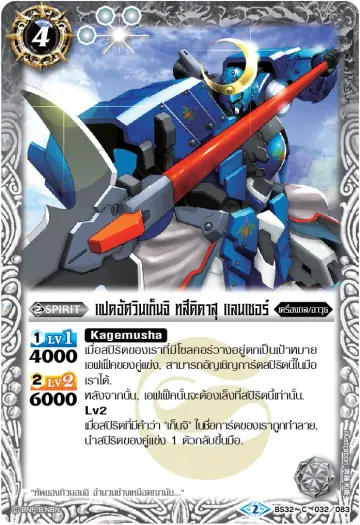 4
2 SPIRIT แฝดอัศวินเก็นจิ ทสึคิคาสุ แลนเซอร์ เครื่องกล/อาวุธ
1 LV1 Kagemusha
4000 เมื่อสปิริตของเราที่มีโซลคอร์วางอยู่ตกเป็นเป้าหมาย
เอฟเฟ็คของคู่แข่ง, สามารถอัญเชิญการ์ดสปิริตนี้ในมือ
2 LV2 เราได้.
6000 หลังจากนั้น, เอฟเฟ็คนั้นจะต้องเล็งที่สปิริตนี้เท่านั้น.
Lv2
เมื่อสปิริตที่มีคำว่า "เก็นจิ" ในชื่อการ์ดของเราถูกทำลาย,
นำสปิริตของคู่แข่ง 1 ตัวกลับขึ้นมือ.
©BNP/B,NBN
2 BS32 - C 032 / 083